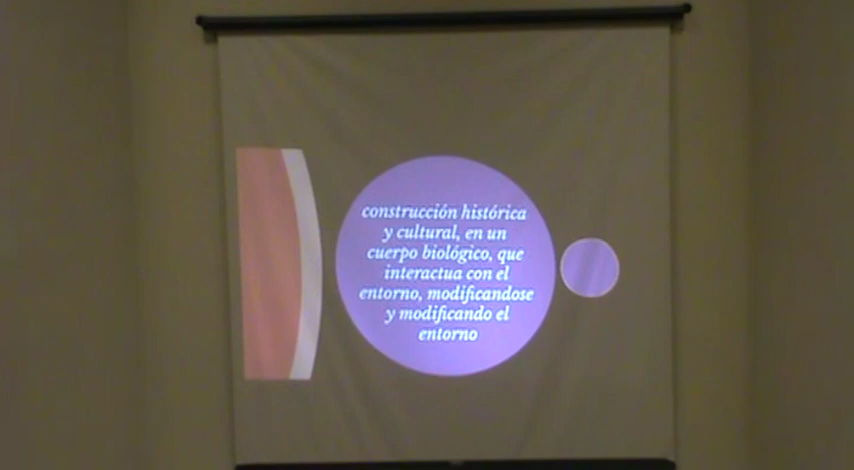 construcción histórica
y cultural, en un
cuerpo biológico, que
interactua con el
entorno, modificandose
y modificando el
entorno